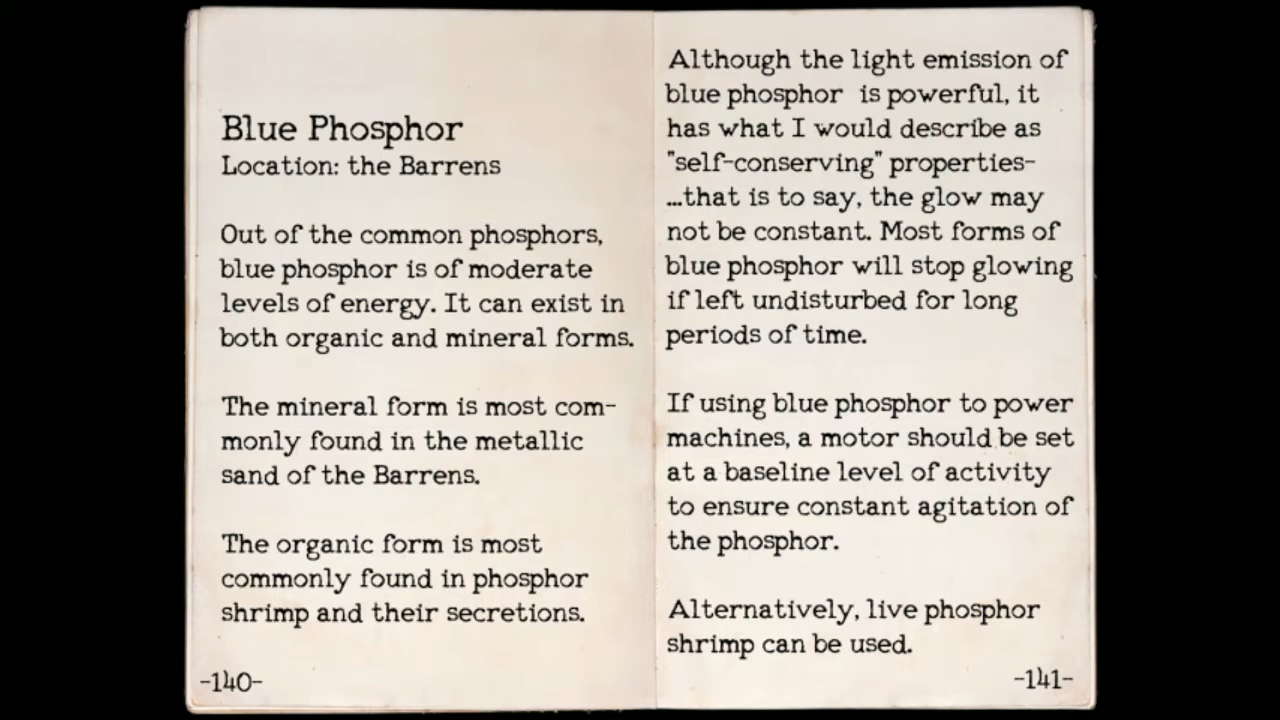 Blue Phosphor
Location: the Barrens
Out of the common phosphors,
blue phosphor is of moderate
levels of energy. It can exist in
both organic and mineral forms.
The mineral form is most com-
monly found in the metallic
sand of the Barrens.
The organic form is most
commonly found in phosphor
shrimp and their secretions.
-140-
Although the light emission of
blue phosphor  is powerful, it
has what I would describe as
"self-conserving" properties-
...that is to say, the glow may
not be constant. Most forms of
blue phosphor will stop glowing
if left undisturbed for long
periods of time.
If using blue phosphor to power
machines, a motor should be set
at a baseline level of activity
to ensure constant agitation of
the phosphor.
Alternatively, live phosphor
shrimp can be used.
-141-